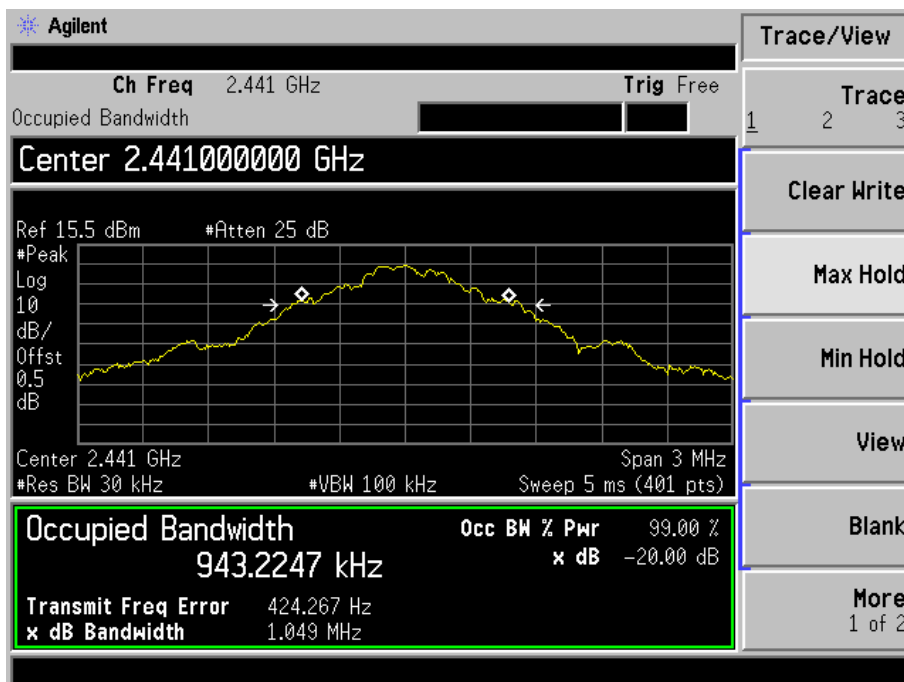 Agilent
Trace/View
Ch Freq 2.441 GHz Trig Free
Occupied Bandwidth
Center 2.441000000 GHz
Ref 15.5 dBm #Atten 25 dB
#Peak
Log
10
dB/
Offst
0.5
dB
Center 2.441 GHz Span 3 MHz
#Res BW 30 kHz #VBW 100 kHz Sweep 5 ms (401 pts)
Occupied Bandwidth Occ BW % Pwr 99.00 %
943.2247 kHz x dB -20.00 dB
Transmit Freq Error 424.267 Hz
x dB Bandwidth 1.049 MHz
Trace
1 2 3
Clear Write
Max Hold
Min Hold
View
Blank
More
1 of 2